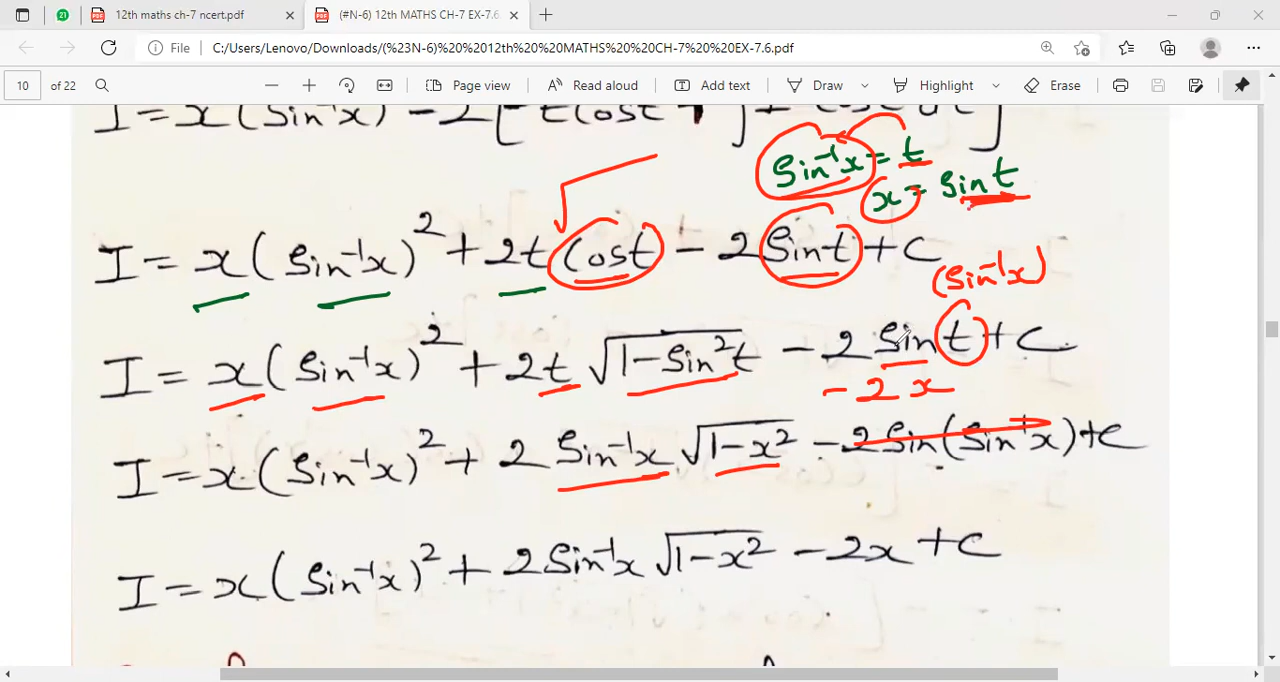 12th maths ch-7 ncert.pdf
(#N-6) 12th MATHS CH-7 EX-7.6.
File C:/Users/Lenovo/Downloads/(%23N-6)%20%2012th%20%20MATHS%20%20CH-7%20%20EX-7.6.pdf
10 of 22 Page view Read aloud Add text Draw Highlight Erase
sin⁻¹x = t
x = sin t
I = x(sin⁻¹x)² + 2t cos t - 2 sin t + c
(sin⁻¹x)
I = x(sin⁻¹x)² + 2t √(1-sin²t) - 2 sin t + c
- 2 x
I = x(sin⁻¹x)² + 2 sin⁻¹x √(1-x²) - 2 sin(sin⁻¹x) + c
I = x(sin⁻¹x)² + 2 sin⁻¹x √(1-x²) - 2x + c